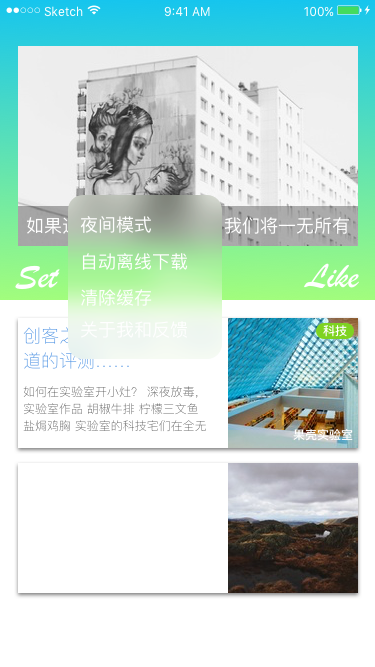 Sketch 9:41 AM 100%
如果 我们将一无所有
夜间模式
自动离线下载
清除缓存
关于我和反馈
Set Like
创客之
道的评测……
科技
如何在实验室开小灶？ 深夜放毒，
实验室作品 胡椒牛排 柠檬三文鱼
盐焗鸡胸 实验室的科技宅们在全无
果壳实验室